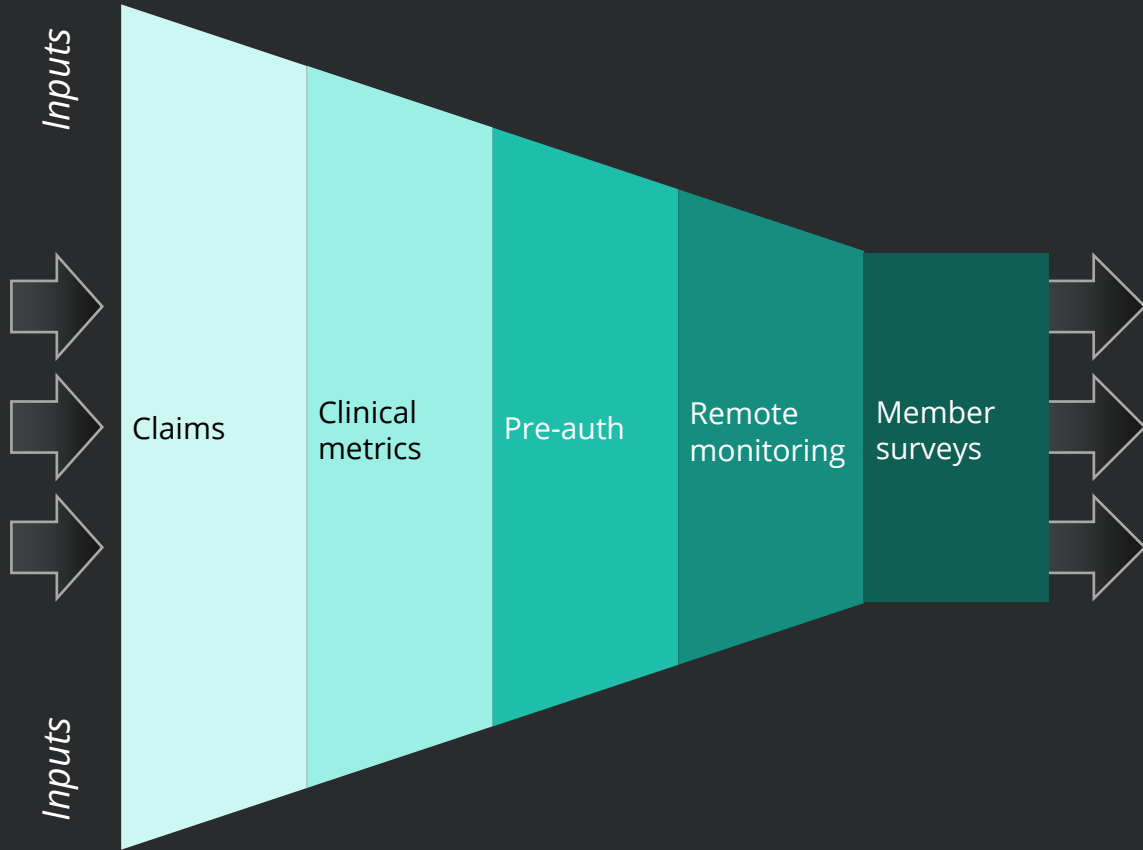 Inputs
Claims
Clinical
metrics
Pre-auth
Remote
monitoring
Member
surveys
Inputs